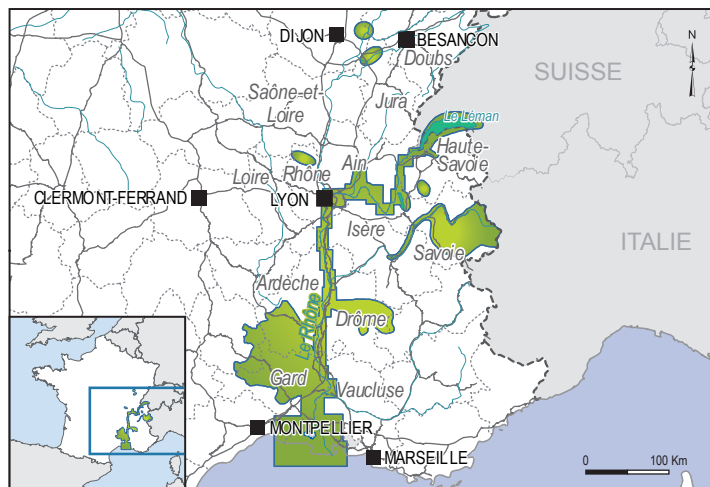 DIJON
BESANCON
Doubs
N
SUISSE
Saône-et-
Loire
Jura
Le Léman
Ain
Haute-
Savoie
Loire
Rhône
CLERMONT-FERRAND
LYON
Isère
ITALIE
Savoie
Ardèche
Le Rhône
Drôme
Gard
Vaucluse
MONTPELLIER
MARSEILLE
0 100 Km